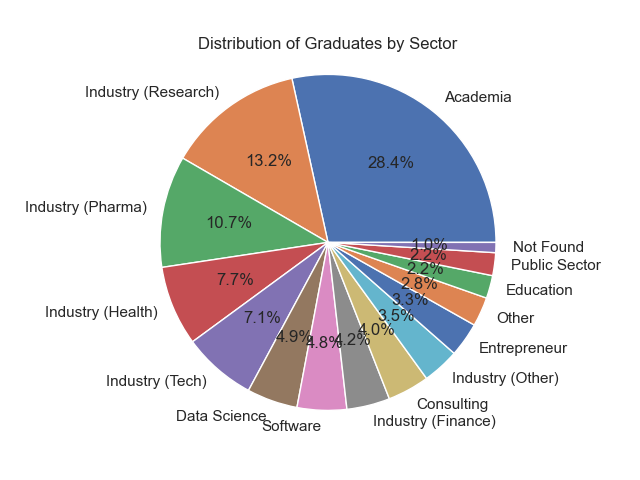 Distribution of Graduates by Sector
Academia
28.4%
Industry (Research)
13.2%
Industry (Pharma)
10.7%
Industry (Health)
7.7%
Industry (Tech)
7.1%
Data Science
4.9%
Software
4.8%
Industry (Finance)
4.2%
Consulting
4.0%
Industry (Other)
3.5%
Entrepreneur
3.3%
Other
2.8%
Education
2.2%
Public Sector
2.2%
Not Found
1.0%